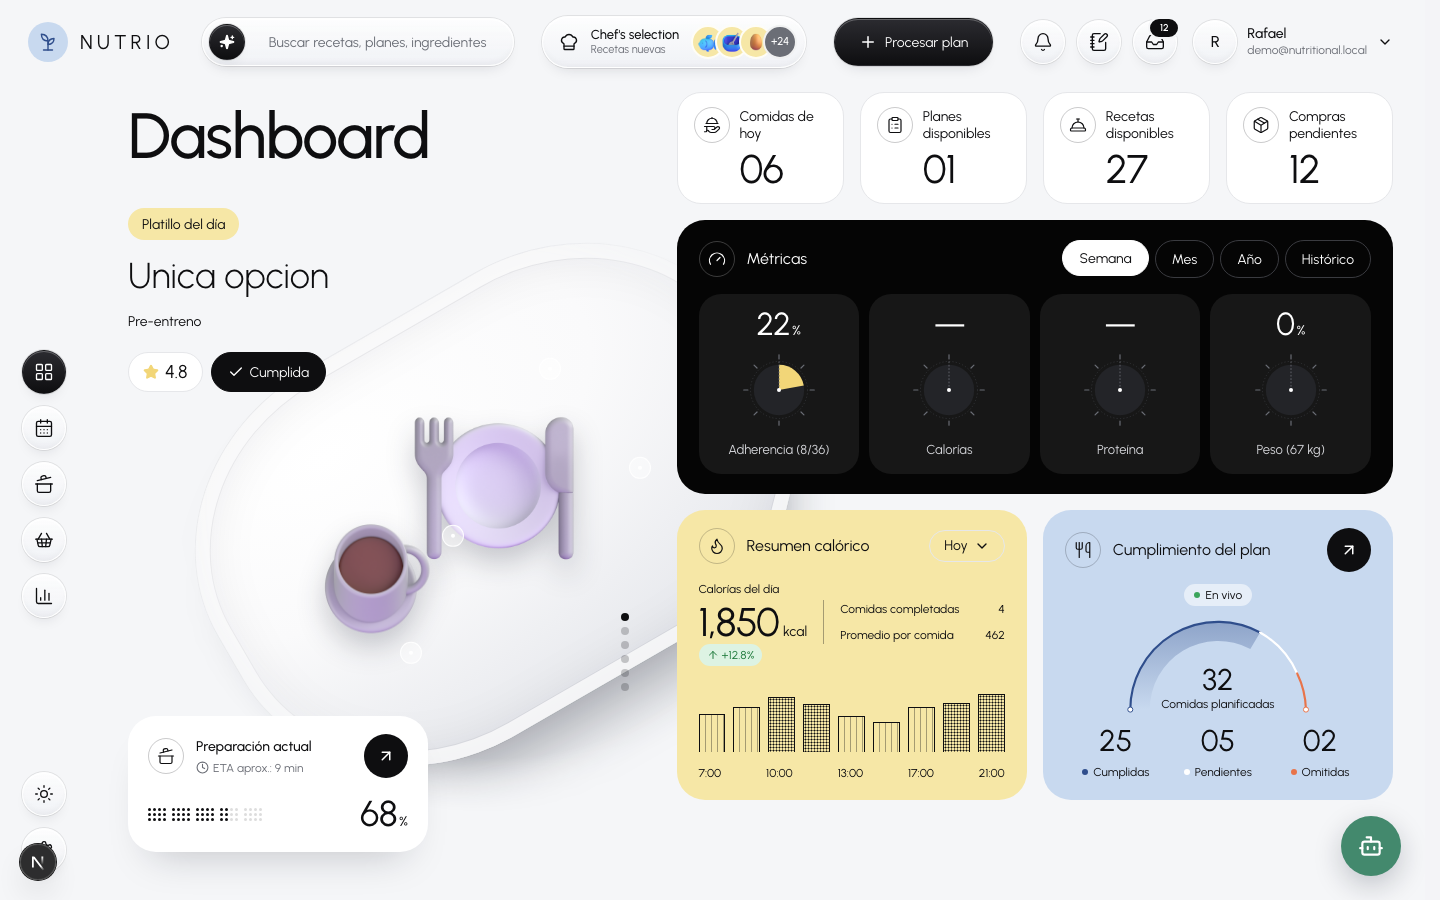 NUTRIO
Buscar recetas, planes, ingredientes
Chef's selection
Recetas nuevas
+24
Procesar plan
12
R
Rafael
demo@nutritional.local
Dashboard
Platillo del día
Unica opcion
Pre-entreno
4.8
Cumplida
Comidas de
hoy
06
Planes
disponibles
01
Recetas
disponibles
27
Compras
pendientes
12
Métricas
Semana
Mes
Año
Histórico
22%
Adherencia (8/36)
—
Calorías
—
Proteína
0%
Peso (67 kg)
Resumen calórico
Hoy
Calorías del día
1,850 kcal
+12.8%
Comidas completadas 4
Promedio por comida 462
7:00 10:00 13:00 17:00 21:00
Cumplimiento del plan
En vivo
32
Comidas planificadas
25
Cumplidas
05
Pendientes
02
Omitidas
Preparación actual
ETA aprox.: 9 min
68%
N